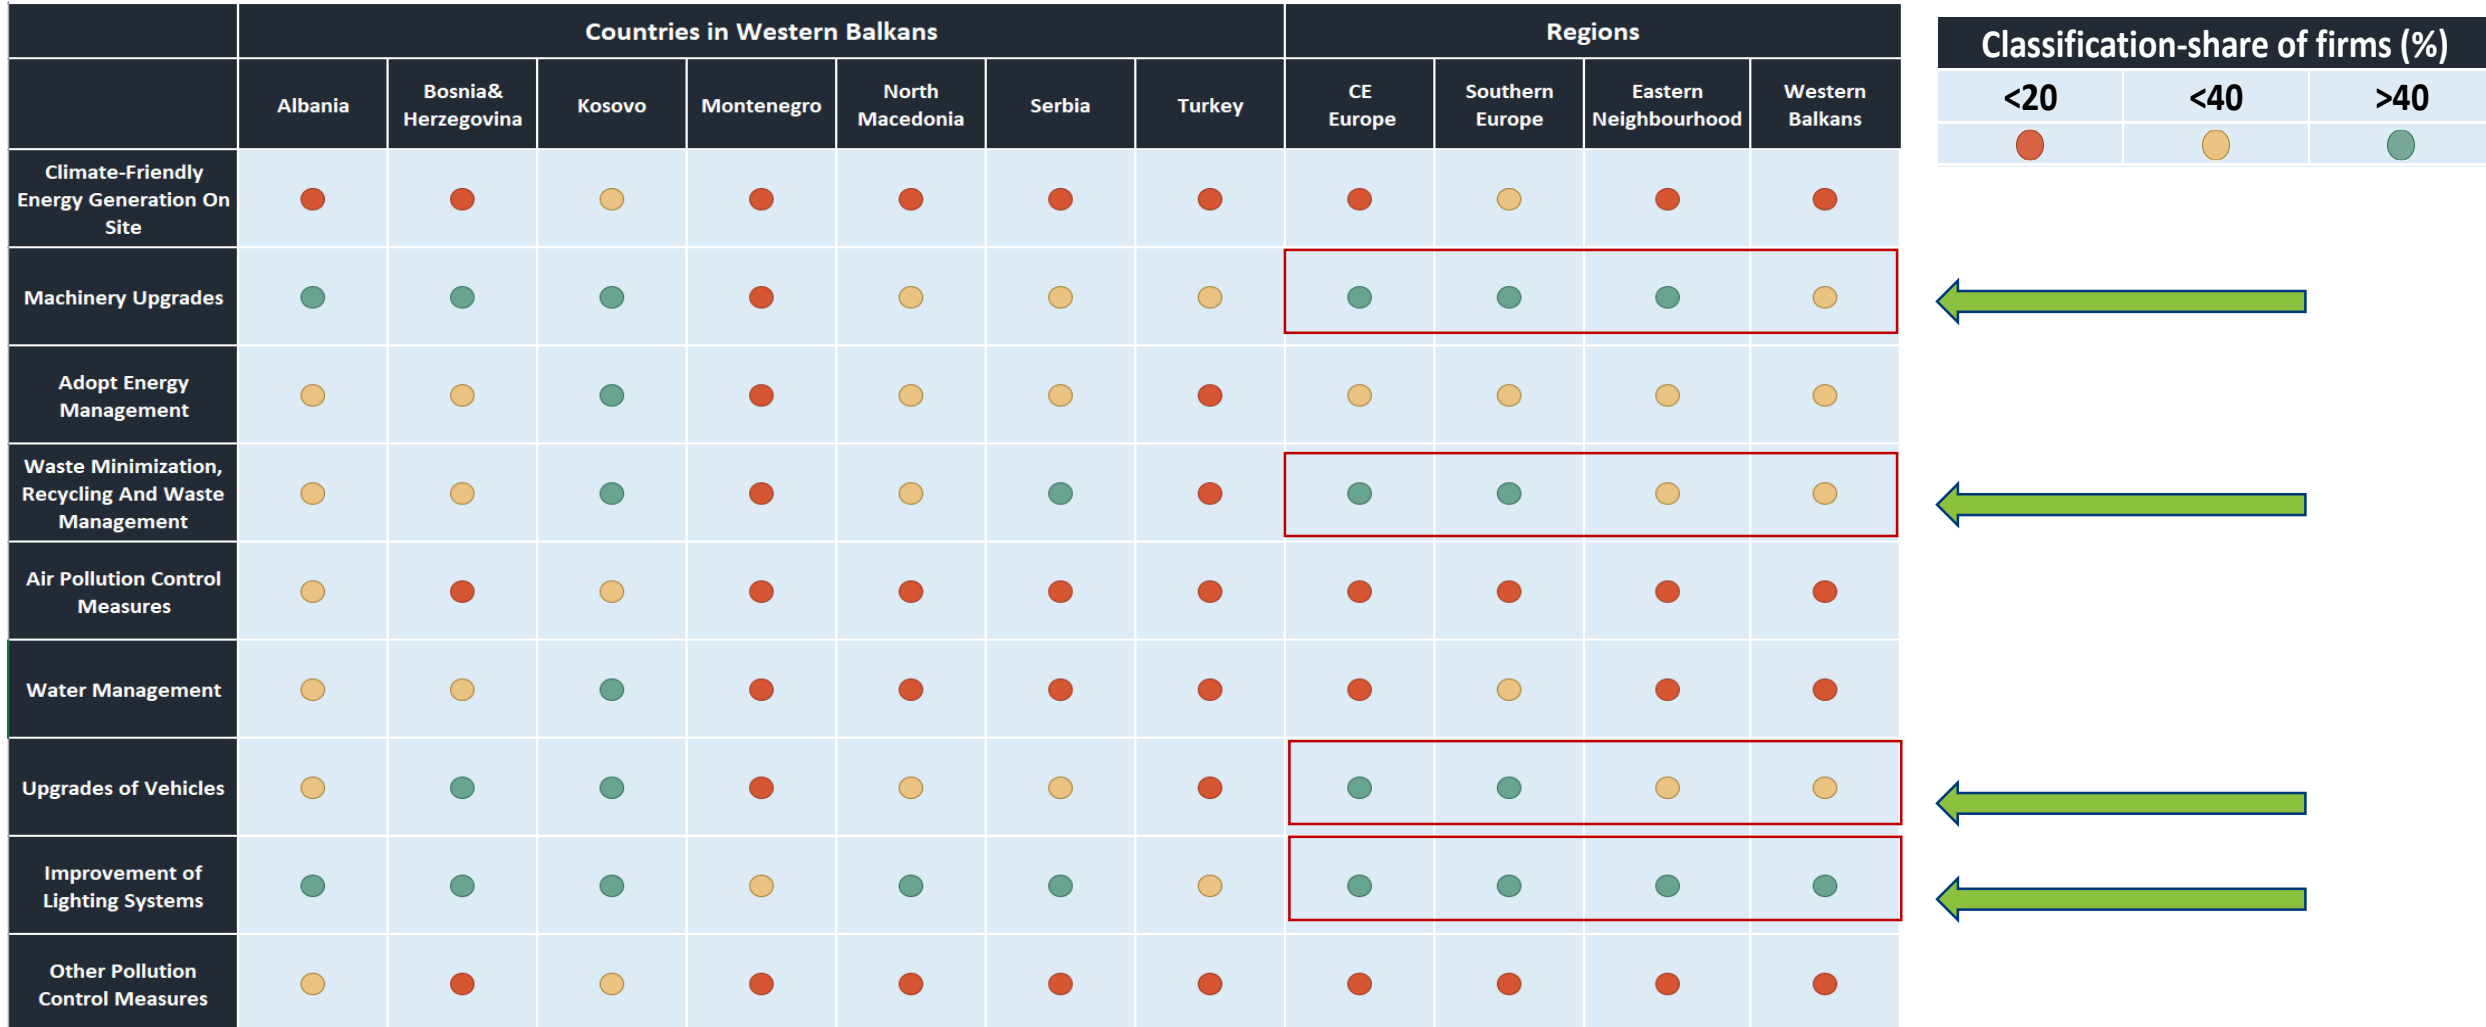 Countries in Western Balkans
Regions
Albania
Bosnia&
Herzegovina
Kosovo
Montenegro
North
Macedonia
Serbia
Turkey
CE
Europe
Southern
Europe
Eastern
Neighbourhood
Western
Balkans
Climate-Friendly
Energy Generation On
Site
Machinery Upgrades
Adopt Energy
Management
Waste Minimization,
Recycling And Waste
Management
Air Pollution Control
Measures
Water Management
Upgrades of Vehicles
Improvement of
Lighting Systems
Other Pollution
Control Measures
Classification-share of firms (%)
<20
<40
>40